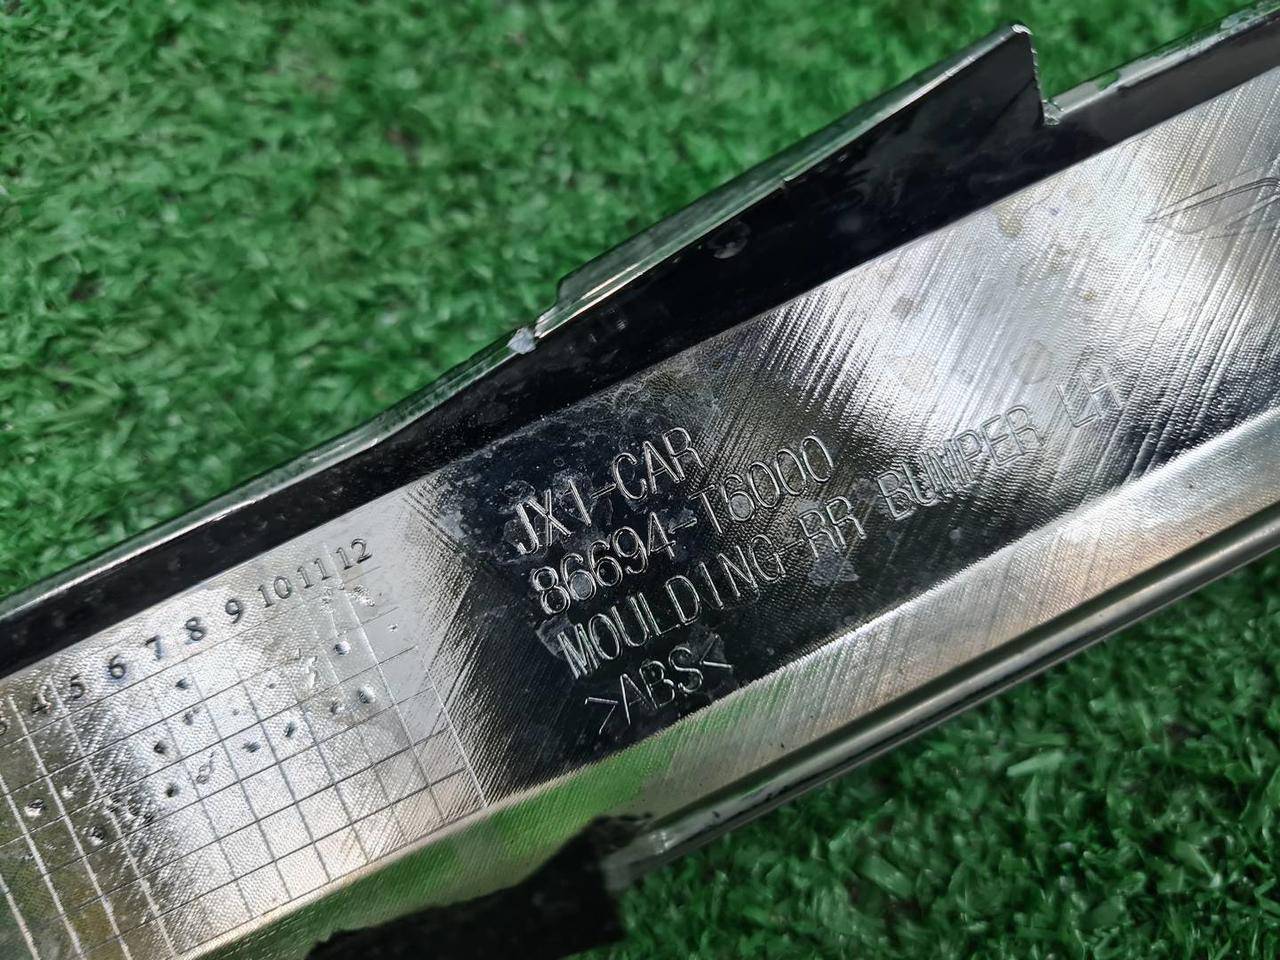 JX1-CAR
86694-T6000
MOULDING-RR BUMPER LH
>ABS<
4 5 6 7 8 9 10 11 12